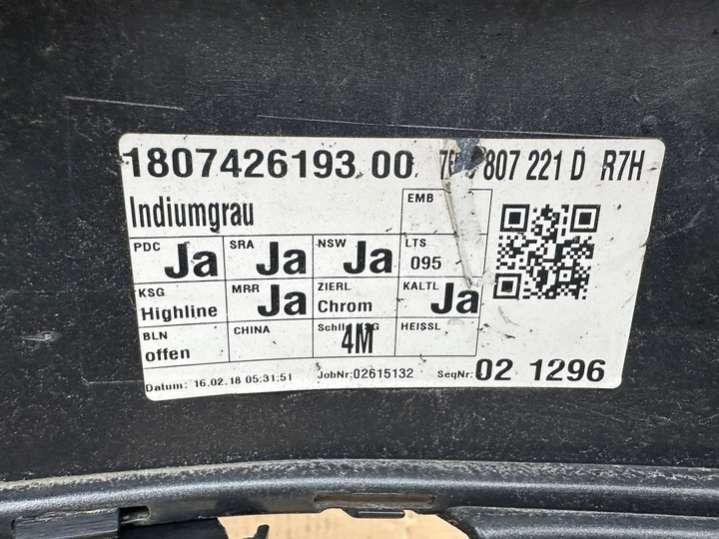 1807426193 00 807 221 D R7H
Indiumgrau
EMB
PDC Ja SRA Ja NSW Ja LTS 095
KSG Highline MRR Ja ZIERL Chrom KALTL Ja
BLN offen CHINA 4M HEISSL
Datum: 16.02.18 05:31:51 JobNr:02615132 SeqNr: 02 1296